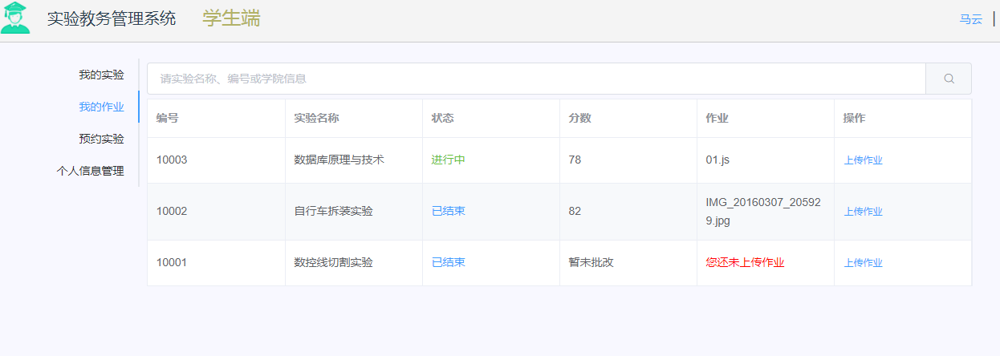 实验教务管理系统 学生端 马云
我的实验
我的作业
预约实验
个人信息管理
请实验名称、编号或学院信息
编号 实验名称 状态 分数 作业 操作
10003 数据库原理与技术 进行中 78 01.js 上传作业
10002 自行车拆装实验 已结束 82 IMG_20160307_20592
9.jpg 上传作业
10001 数控线切割实验 已结束 暂未批改 您还未上传作业 上传作业